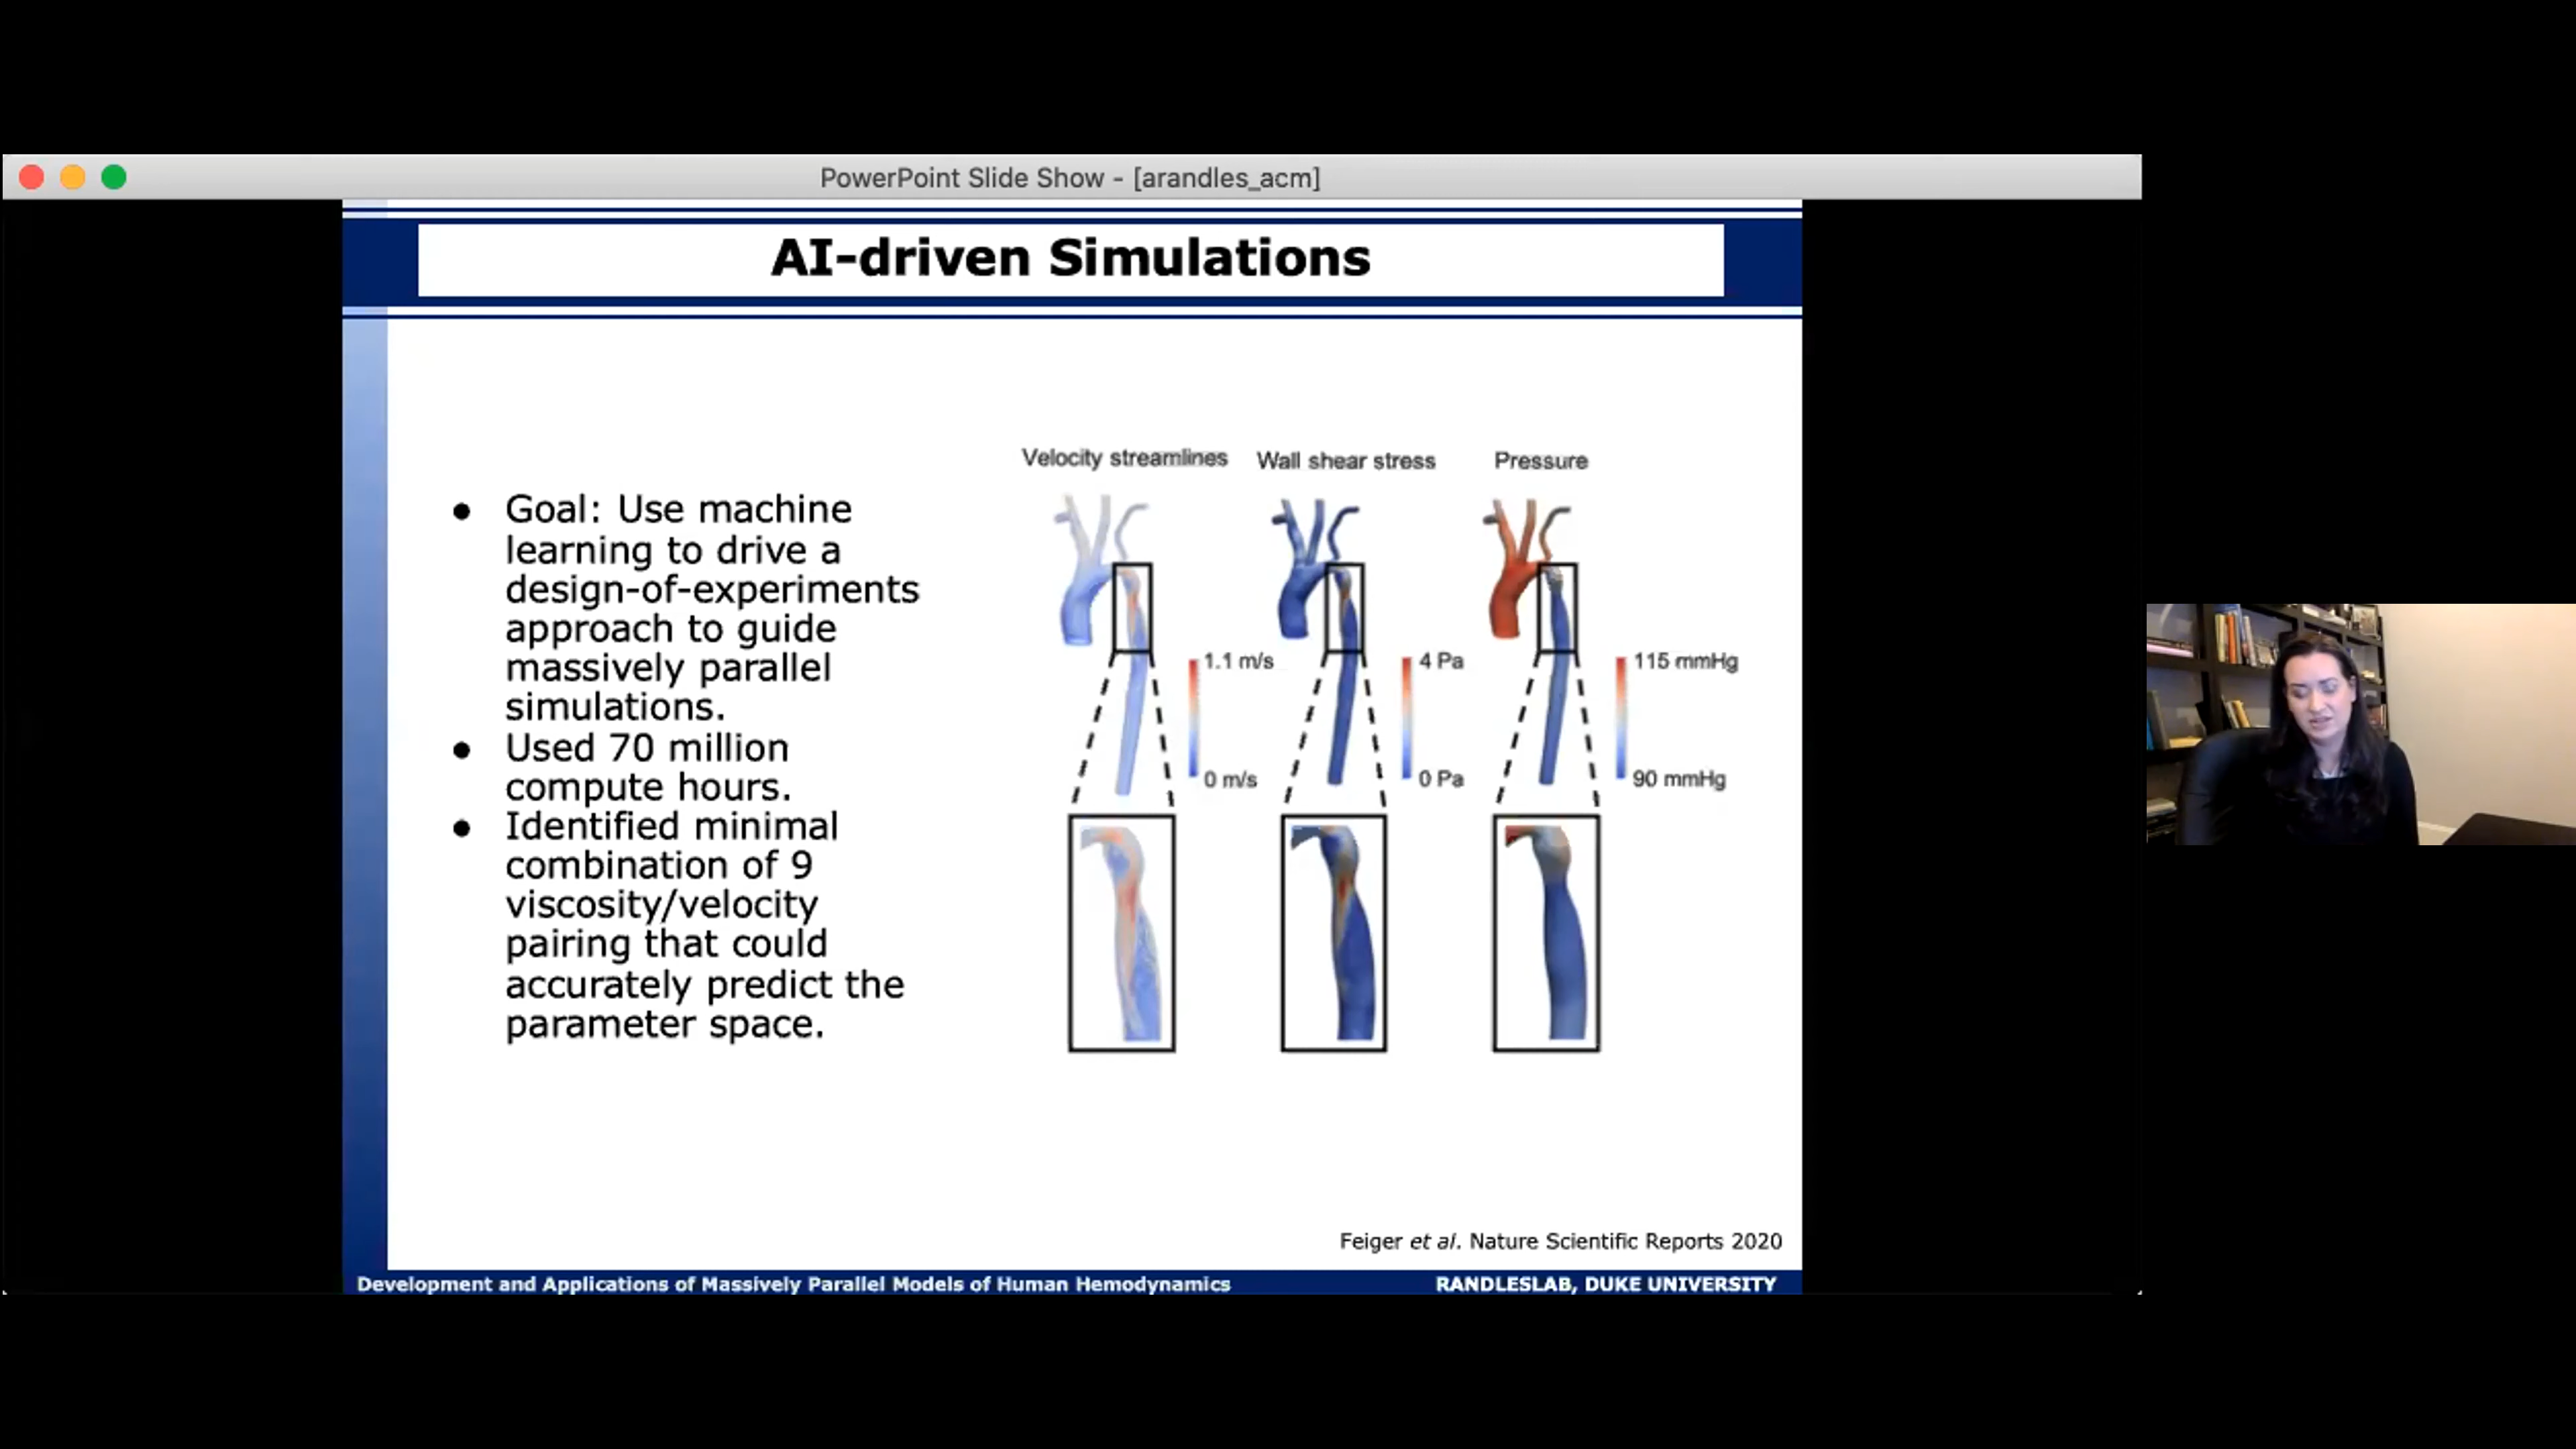 PowerPoint Slide Show - [arandles_acm]
AI-driven Simulations
• Goal: Use machine
learning to drive a
design-of-experiments
approach to guide
massively parallel
simulations.
• Used 70 million
compute hours.
• Identified minimal
combination of 9
viscosity/velocity
pairing that could
accurately predict the
parameter space.
Velocity streamlines
Wall shear stress
Pressure
1.1 m/s
0 m/s
4 Pa
0 Pa
115 mmHg
90 mmHg
Feiger et al. Nature Scientific Reports 2020
Development and Applications of Massively Parallel Models of Human Hemodynamics
RANDLESLAB, DUKE UNIVERSITY